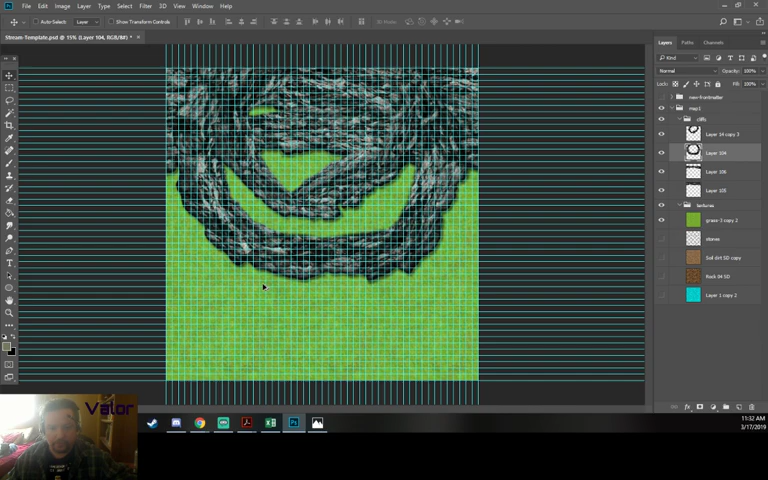 File Edit Image Layer Type Select Filter 3D View Window Help
Auto-Select: Layer Show Transform Controls
Stream-Template.psd @ 15% (Layer 104, RGB/8#) *
Layers Paths Channels
Kind
Normal Opacity: 100%
Lock: Fill: 100%
map1
cliffs
Layer 14 copy 3
Layer 104
Layer 106
Layer 105
textures
grass-3 copy 2
stones
Soil dirt SD copy
Rock 04 SD
Layer 1 copy 2
fx
Valor
Ps
11:32 AM
3/17/2019